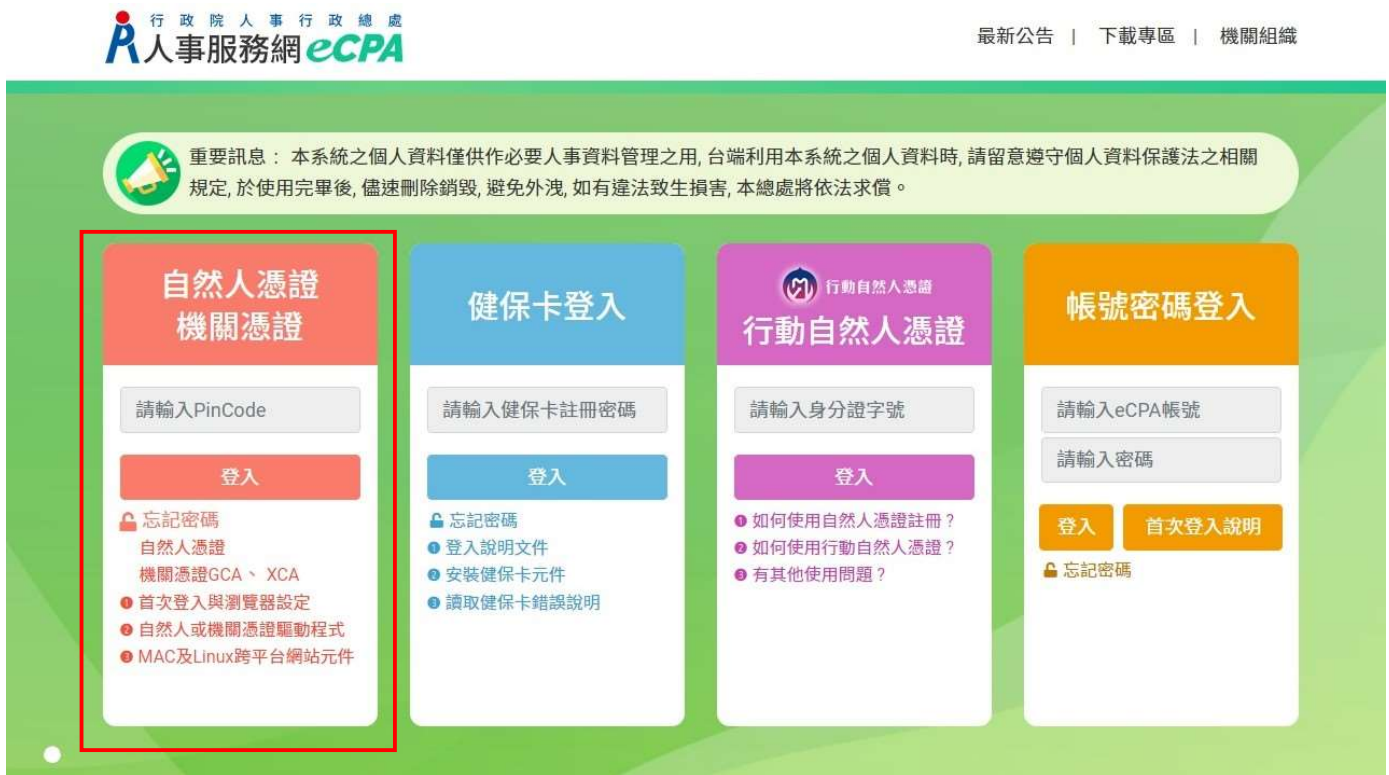 行政院人事行政總處
人事服務網eCPA
最新公告 | 下載專區 | 機關組織
重要訊息： 本系統之個人資料僅供作必要人事資料管理之用, 台端利用本系統之個人資料時, 請留意遵守個人資料保護法之相關
規定, 於使用完畢後, 儘速刪除銷毀, 避免外洩, 如有違法致生損害, 本總處將依法求償。
自然人憑證
機關憑證
請輸入PinCode
登入
忘記密碼
自然人憑證
機關憑證GCA、 XCA
❶ 首次登入與瀏覽器設定
❷ 自然人或機關憑證驅動程式
❸ MAC及Linux跨平台網站元件
健保卡登入
請輸入健保卡註冊密碼
登入
忘記密碼
❶ 登入說明文件
❷ 安裝健保卡元件
❸ 讀取健保卡錯誤說明
行動自然人憑證
行動自然人憑證
請輸入身分證字號
登入
❶ 如何使用自然人憑證註冊？
❷ 如何使用行動自然人憑證？
❸ 有其他使用問題？
帳號密碼登入
請輸入eCPA帳號
請輸入密碼
登入 首次登入說明
忘記密碼